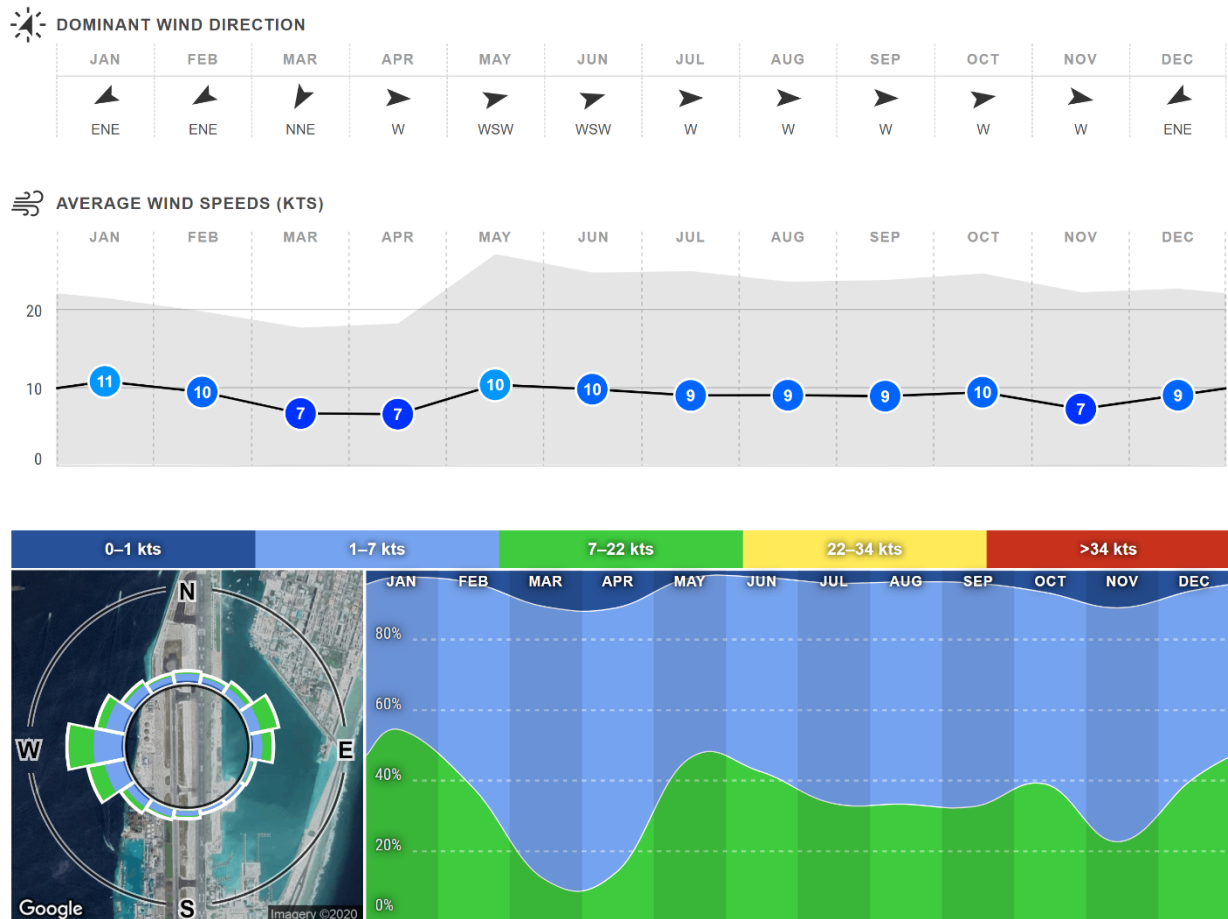 DOMINANT WIND DIRECTION
JAN FEB MAR APR MAY JUN JUL AUG SEP OCT NOV DEC
ENE ENE NNE W WSW WSW W W W W W ENE
AVERAGE WIND SPEEDS (KTS)
JAN FEB MAR APR MAY JUN JUL AUG SEP OCT NOV DEC
20
10
0
11 10 7 7 10 10 9 9 9 10 7 9
0–1 kts 1–7 kts 7–22 kts 22–34 kts >34 kts
N
W E
S
Google
Imagery ©2020
JAN FEB MAR APR MAY JUN JUL AUG SEP OCT NOV DEC
80%
60%
40%
20%
0%